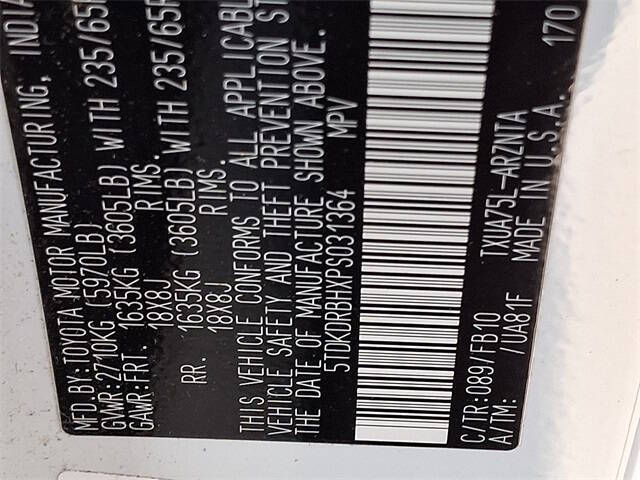 MFD.BY:TOYOTA MOTOR MANUFACTURING, INDIA
GVWR:2710KG (5970LB)
GAWR:FRT. 1635KG (3605LB) WITH 235/65R
18X8J RIMS.
RR. 1635KG (3605LB) WITH 235/65R
18X8J RIMS.
THIS VEHICLE CONFORMS TO ALL APPLICABLE
VEHICLE SAFETY AND THEFT PREVENTION ST
THE DATE OF MANUFACTURE SHOWN ABOVE.
5TDKDRBHXPS031364 MPV
C/TR:089/FB10 TXUA75L-ARZNTA 170
A/TM: /UA81F MADE IN U.S.A.